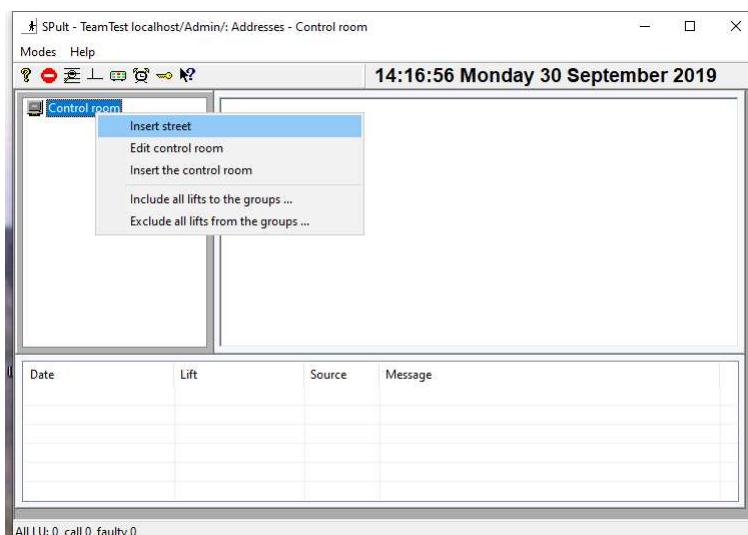 SPult - TeamTest localhost/Admin/: Addresses - Control room
Modes Help
14:16:56 Monday 30 September 2019
Control room
Insert street
Edit control room
Insert the control room
Include all lifts to the groups ...
Exclude all lifts from the groups ...
Date Lift Source Message
All LU: 0 call 0 faulty 0